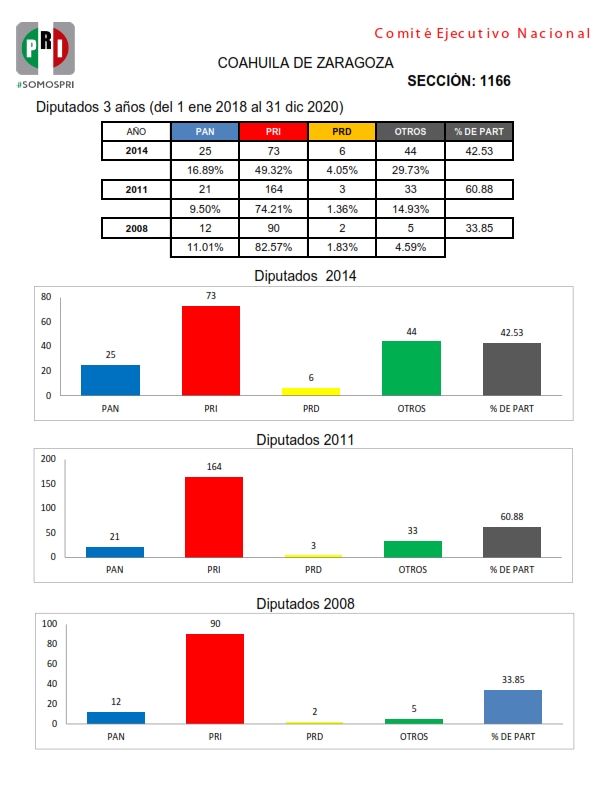 Comité Ejecutivo Nacional
PRI
#SOMOSPRI
COAHUILA DE ZARAGOZA
SECCIÓN: 1166
Diputados 3 años (del 1 ene 2018 al 31 dic 2020)
AÑO PAN PRI PRD OTROS % DE PART
2014 25 73 6 44 42.53
16.89% 49.32% 4.05% 29.73%
2011 21 164 3 33 60.88
9.50% 74.21% 1.36% 14.93%
2008 12 90 2 5 33.85
11.01% 82.57% 1.83% 4.59%
Diputados 2014
80
60
40
20
0
25 73 6 44 42.53
PAN PRI PRD OTROS % DE PART
Diputados 2011
200
150
100
50
0
21 164 3 33 60.88
PAN PRI PRD OTROS % DE PART
Diputados 2008
100
80
60
40
20
0
12 90 2 5 33.85
PAN PRI PRD OTROS % DE PART